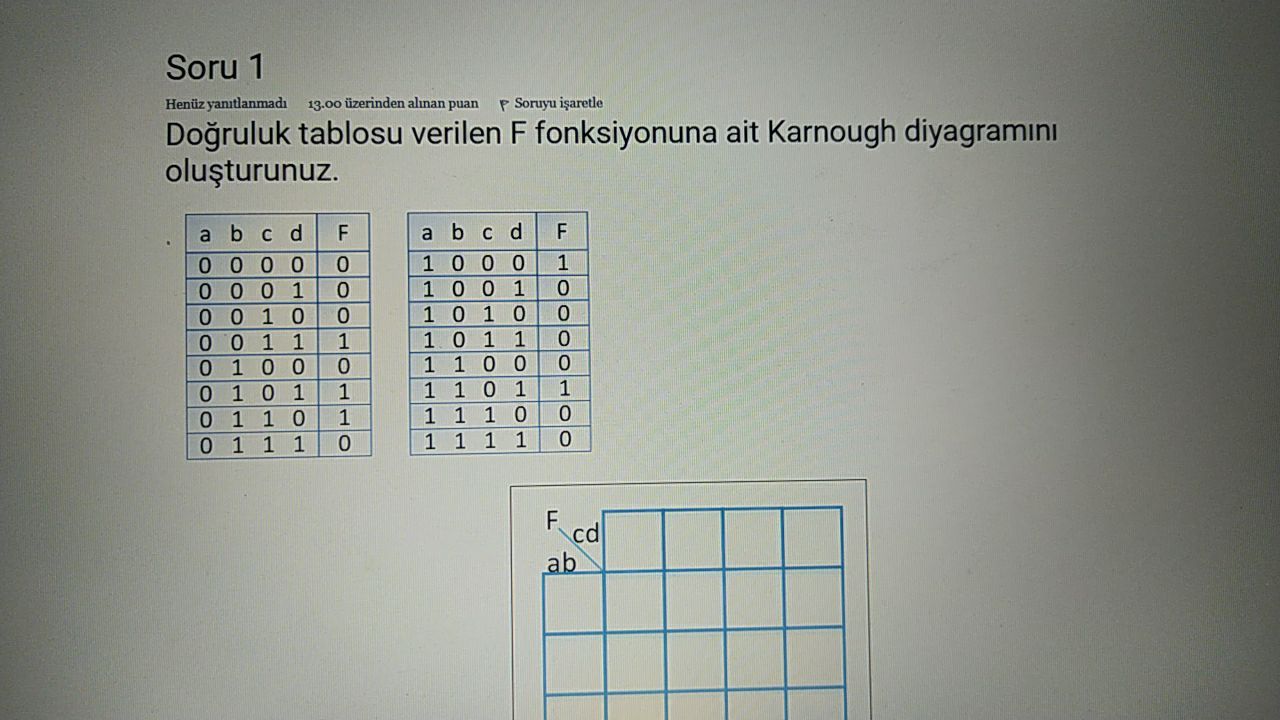 Soru 1
Henüz yanıtlanmadı 13.00 üzerinden alınan puan Soruyu işaretle
Doğruluk tablosu verilen F fonksiyonuna ait Karnough diyagramını
oluşturunuz.
a b c d F
0 0 0 0 0
0 0 0 1 0
0 0 1 0 0
0 0 1 1 1
0 1 0 0 0
0 1 0 1 1
0 1 1 0 1
0 1 1 1 0
a b c d F
1 0 0 0 1
1 0 0 1 0
1 0 1 0 0
1 0 1 1 0
1 1 0 0 0
1 1 0 1 1
1 1 1 0 0
1 1 1 1 0
F
cd
ab